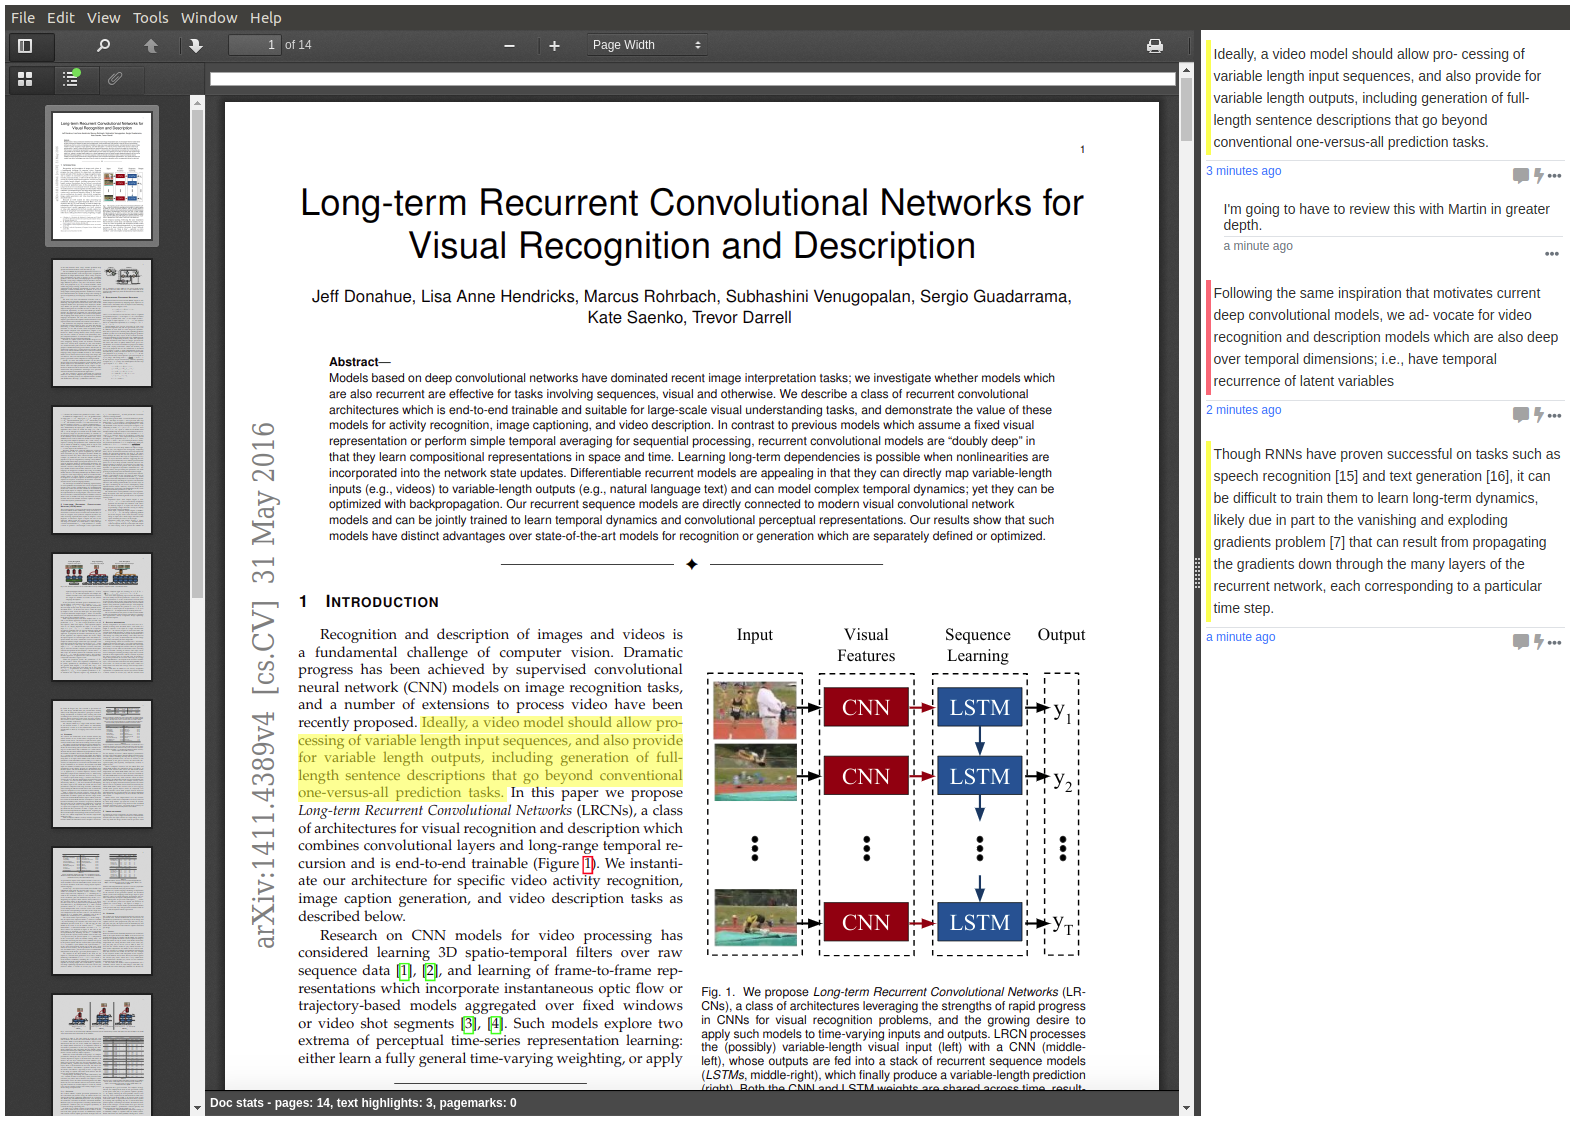 File Edit View Tools Window Help
1 of 14
Page Width
1
Long-term Recurrent Convolutional Networks for
Visual Recognition and Description
Jeff Donahue, Lisa Anne Hendricks, Marcus Rohrbach, Subhashini Venugopalan, Sergio Guadarrama,
Kate Saenko, Trevor Darrell
Abstract—
Models based on deep convolutional networks have dominated recent image interpretation tasks; we investigate whether models which
are also recurrent are effective for tasks involving sequences, visual and otherwise. We describe a class of recurrent convolutional
architectures which is end-to-end trainable and suitable for large-scale visual understanding tasks, and demonstrate the value of these
models for activity recognition, image captioning, and video description. In contrast to previous models which assume a fixed visual
representation or perform simple temporal averaging for sequential processing, recurrent convolutional models are “doubly deep” in
that they learn compositional representations in space and time. Learning long-term dependencies is possible when nonlinearities are
incorporated into the network state updates. Differentiable recurrent models are appealing in that they can directly map variable-length
inputs (e.g., videos) to variable-length outputs (e.g., natural language text) and can model complex temporal dynamics; yet they can be
optimized with backpropagation. Our recurrent sequence models are directly connected to modern visual convolutional network
models and can be jointly trained to learn temporal dynamics and convolutional perceptual representations. Our results show that such
models have distinct advantages over state-of-the-art models for recognition or generation which are separately defined or optimized.
arXiv:1411.4389v4 [cs.CV] 31 May 2016
1 INTRODUCTION
Recognition and description of images and videos is
a fundamental challenge of computer vision. Dramatic
progress has been achieved by supervised convolutional
neural network (CNN) models on image recognition tasks,
and a number of extensions to process video have been
recently proposed. Ideally, a video model should allow pro-
cessing of variable length input sequences, and also provide
for variable length outputs, including generation of full-
length sentence descriptions that go beyond conventional
one-versus-all prediction tasks. In this paper we propose
Long-term Recurrent Convolutional Networks (LRCNs), a class
of architectures for visual recognition and description which
combines convolutional layers and long-range temporal re-
cursion and is end-to-end trainable (Figure 1). We instanti-
ate our architecture for specific video activity recognition,
image caption generation, and video description tasks as
described below.
Research on CNN models for video processing has
considered learning 3D spatio-temporal filters over raw
sequence data [1], [2], and learning of frame-to-frame rep-
resentations which incorporate instantaneous optic flow or
trajectory-based models aggregated over fixed windows
or video shot segments [3], [4]. Such models explore two
extrema of perceptual time-series representation learning:
either learn a fully general time-varying weighting, or apply
Input Visual Sequence Output
Features Learning
CNN LSTM y1
CNN LSTM y2
CNN LSTM yT
Fig. 1. We propose Long-term Recurrent Convolutional Networks (LR-
CNs), a class of architectures leveraging the strengths of rapid progress
in CNNs for visual recognition problems, and the growing desire to
apply such models to time-varying inputs and outputs. LRCN processes
the (possibly) variable-length visual input (left) with a CNN (middle-
left), whose outputs are fed into a stack of recurrent sequence models
(LSTMs, middle-right), which finally produce a variable-length prediction
(right). Both the CNN and LSTM weights are shared across time, result-
Doc stats - pages: 14, text highlights: 3, pagemarks: 0
Ideally, a video model should allow pro- cessing of
variable length input sequences, and also provide for
variable length outputs, including generation of full-
length sentence descriptions that go beyond
conventional one-versus-all prediction tasks.
3 minutes ago
I'm going to have to review this with Martin in greater
depth.
a minute ago
Following the same inspiration that motivates current
deep convolutional models, we ad- vocate for video
recognition and description models which are also deep
over temporal dimensions; i.e., have temporal
recurrence of latent variables
2 minutes ago
Though RNNs have proven successful on tasks such as
speech recognition [15] and text generation [16], it can
be difficult to train them to learn long-term dynamics,
likely due in part to the vanishing and exploding
gradients problem [7] that can result from propagating
the gradients down through the many layers of the
recurrent network, each corresponding to a particular
time step.
a minute ago